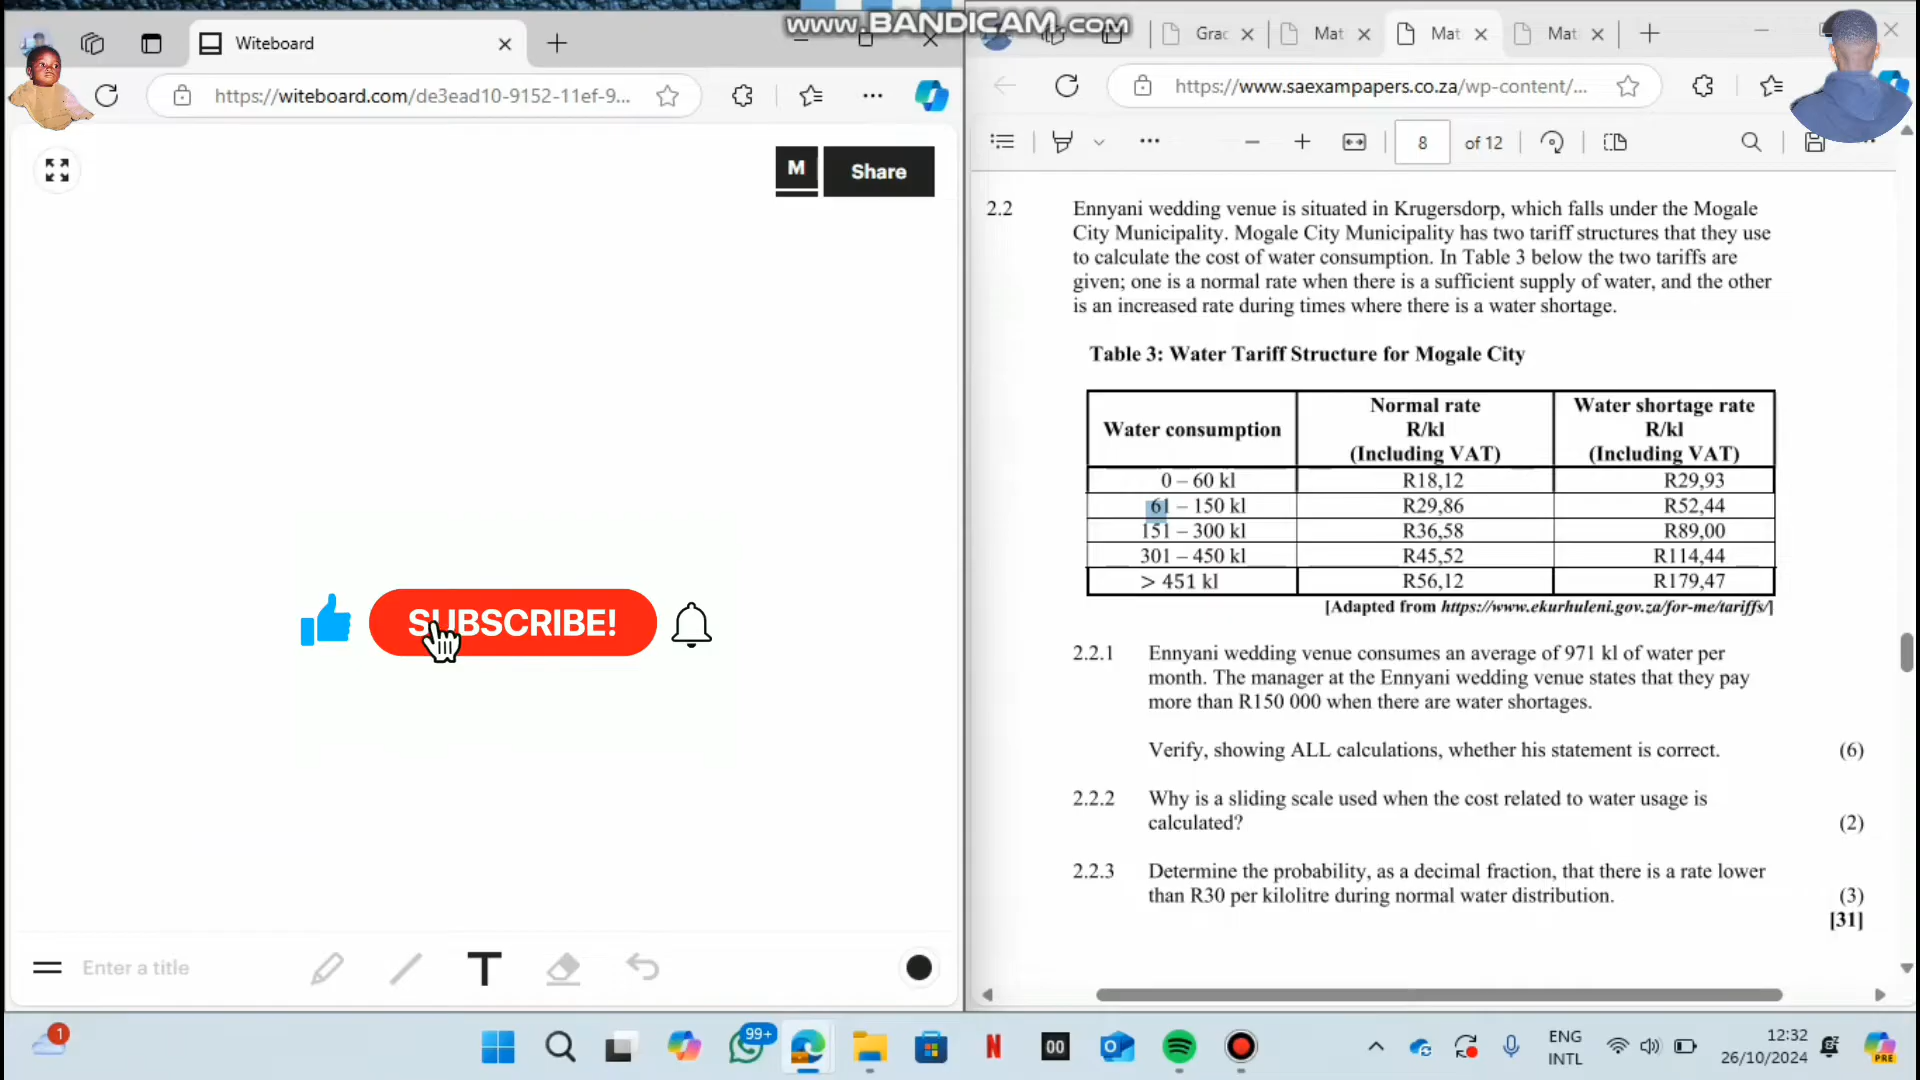 www.BANDICAM.com
Witeboard
Grac
Mat
Mat
Mat
https://witeboard.com/de3ead10-9152-11ef-9...
https://www.saexampapers.co.za/wp-content/...
8 of 12
M
Share
2.2 Ennyani wedding venue is situated in Krugersdorp, which falls under the Mogale
City Municipality. Mogale City Municipality has two tariff structures that they use
to calculate the cost of water consumption. In Table 3 below the two tariffs are
given; one is a normal rate when there is a sufficient supply of water, and the other
is an increased rate during times where there is a water shortage.
Table 3: Water Tariff Structure for Mogale City
Water consumption
Normal rate
R/kl
(Including VAT)
Water shortage rate
R/kl
(Including VAT)
0 – 60 kl R18,12 R29,93
61 – 150 kl R29,86 R52,44
151 – 300 kl R36,58 R89,00
301 – 450 kl R45,52 R114,44
> 451 kl R56,12 R179,47
[Adapted from https://www.ekurhuleni.gov.za/for-me/tariffs/]
2.2.1 Ennyani wedding venue consumes an average of 971 kl of water per
month. The manager at the Ennyani wedding venue states that they pay
more than R150 000 when there are water shortages.
Verify, showing ALL calculations, whether his statement is correct. (6)
2.2.2 Why is a sliding scale used when the cost related to water usage is
calculated? (2)
2.2.3 Determine the probability, as a decimal fraction, that there is a rate lower
than R30 per kilolitre during normal water distribution. (3)
[31]
SUBSCRIBE!
Enter a title
T
1
99+
N
00
ENG
INTL
12:32
26/10/2024
PRE